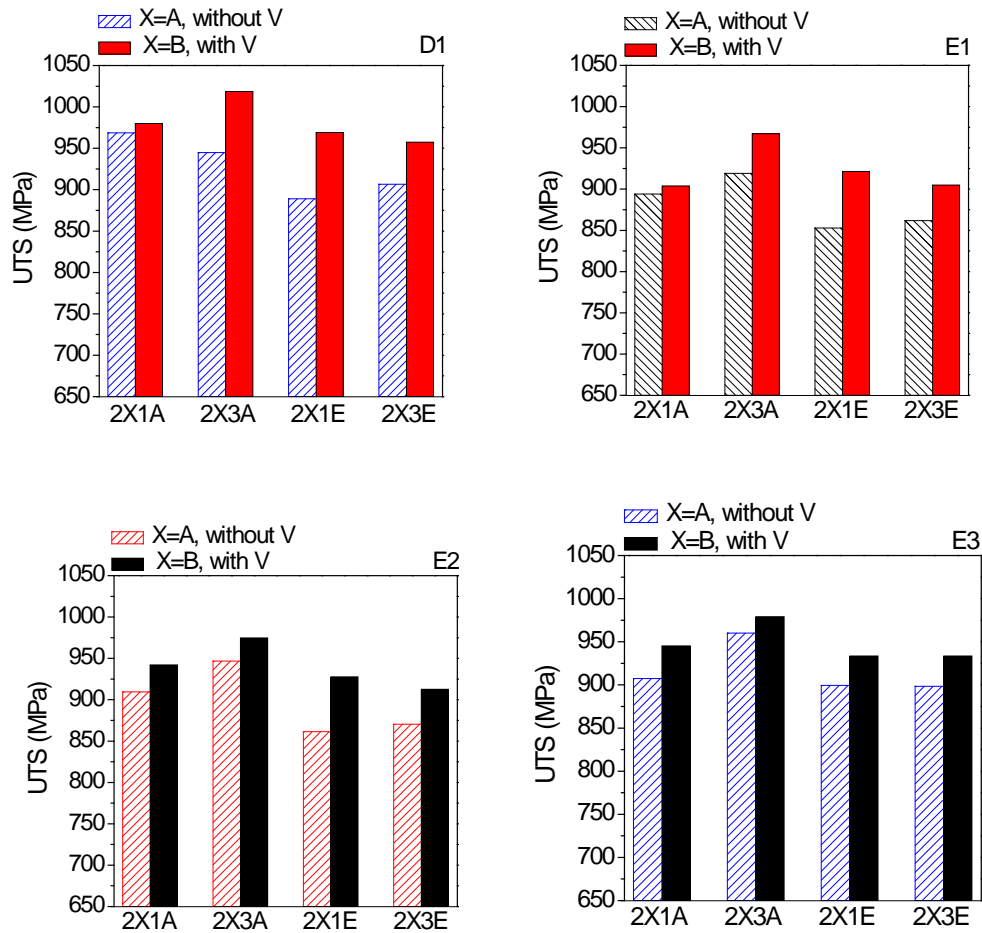 X=A, without V
X=B, with V
D1
1050
1000
950
900
850
800
750
700
650
UTS (MPa)
2X1A 2X3A 2X1E 2X3E
X=A, without V
X=B, with V
E1
1050
1000
950
900
850
800
750
700
650
UTS (MPa)
2X1A 2X3A 2X1E 2X3E
X=A, without V
X=B, with V
E2
1050
1000
950
900
850
800
750
700
650
UTS (MPa)
2X1A 2X3A 2X1E 2X3E
X=A, without V
X=B, with V
E3
1050
1000
950
900
850
800
750
700
650
UTS (MPa)
2X1A 2X3A 2X1E 2X3E